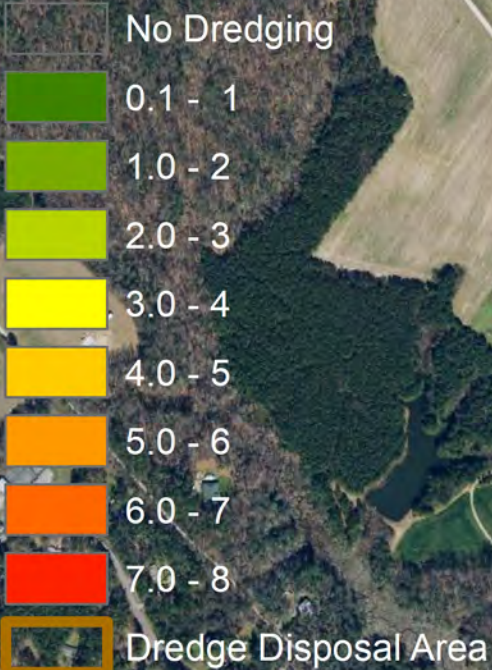 No Dredging
0.1 - 1
1.0 - 2
2.0 - 3
3.0 - 4
4.0 - 5
5.0 - 6
6.0 - 7
7.0 - 8
Dredge Disposal Area